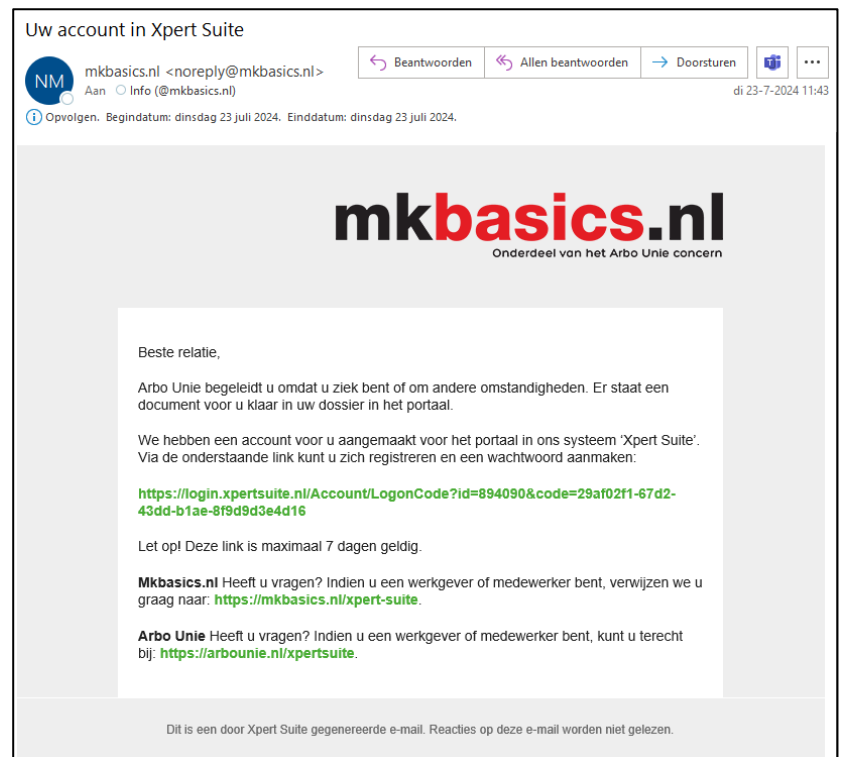 Uw account in Xpert Suite
NM
mkbasics.nl <noreply@mkbasics.nl>
Aan Info (@mkbasics.nl)
Beantwoorden
Allen beantwoorden
Doorsturen
di 23-7-2024 11:43
Opvolgen. Begindatum: dinsdag 23 juli 2024. Einddatum: dinsdag 23 juli 2024.
mkbasics.nl
Onderdeel van het Arbo Unie concern
Beste relatie,
Arbo Unie begeleidt u omdat u ziek bent of om andere omstandigheden. Er staat een
document voor u klaar in uw dossier in het portaal.
We hebben een account voor u aangemaakt voor het portaal in ons systeem ‘Xpert Suite’.
Via de onderstaande link kunt u zich registreren en een wachtwoord aanmaken:
https://login.xpertsuite.nl/Account/LogonCode?id=894090&code=29af02f1-67d2-
43dd-b1ae-8f9d9d3e4d16
Let op! Deze link is maximaal 7 dagen geldig.
Mkbasics.nl Heeft u vragen? Indien u een werkgever of medewerker bent, verwijzen we u
graag naar: https://mkbasics.nl/xpert-suite.
Arbo Unie Heeft u vragen? Indien u een werkgever of medewerker bent, kunt u terecht
bij: https://arbounie.nl/xpertsuite.
Dit is een door Xpert Suite gegenereerde e-mail. Reacties op deze e-mail worden niet gelezen.